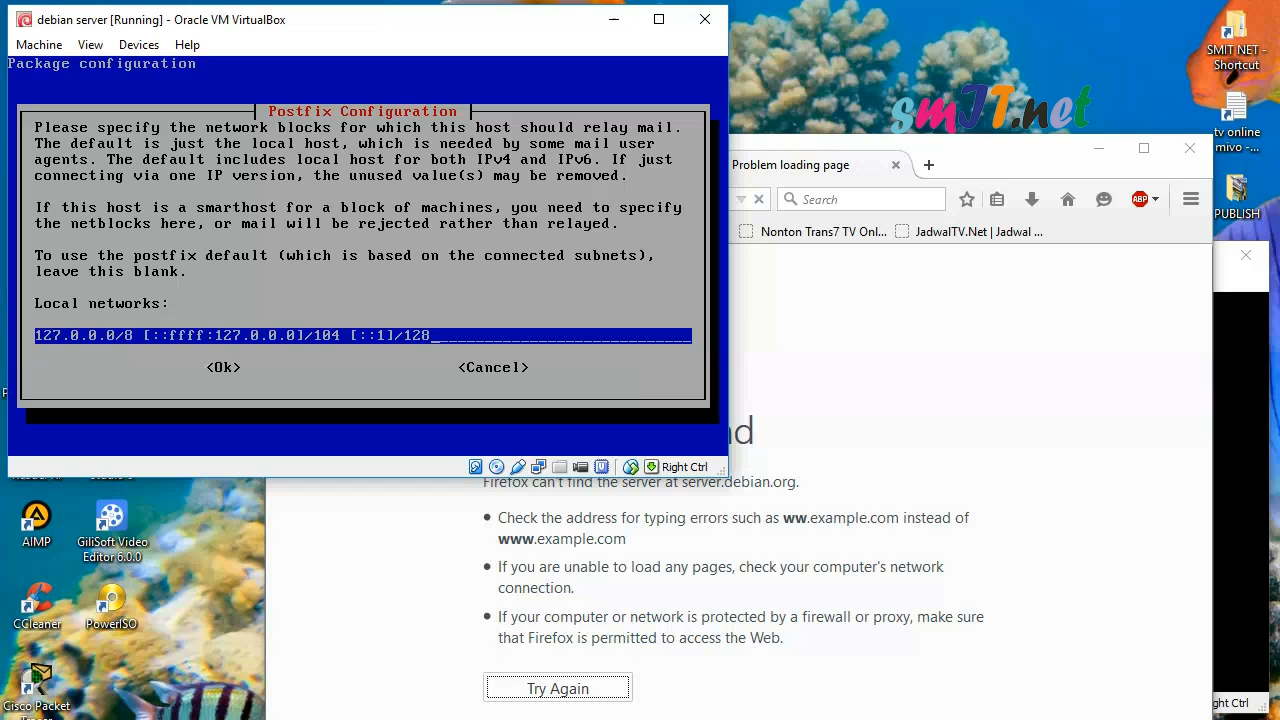 debian server [Running] - Oracle VM VirtualBox
Machine View Devices Help
Package configuration
Postfix Configuration
Please specify the network blocks for which this host should relay mail.
The default is just the local host, which is needed by some mail user
agents. The default includes local host for both IPv4 and IPv6. If just
connecting via one IP version, the unused value(s) may be removed.
If this host is a smarthost for a block of machines, you need to specify
the netblocks here, or mail will be rejected rather than relayed.
To use the postfix default (which is based on the connected subnets),
leave this blank.
Local networks:
127.0.0.0/8 [::ffff:127.0.0.0]/104 [::1]/128
<Ok> <Cancel>
Right Ctrl
smIT.net
SMIT NET -
Shortcut
tv online
mivo -...
PUBLISH
Problem loading page
Search
ABP
Nonton Trans7 TV Onl...
JadwalTV.Net | Jadwal ...
nd
Firefox can't find the server at server.debian.org.
• Check the address for typing errors such as ww.example.com instead of
www.example.com
• If you are unable to load any pages, check your computer's network
connection.
• If your computer or network is protected by a firewall or proxy, make sure
that Firefox is permitted to access the Web.
Try Again
AIMP
GiliSoft Video
Editor 6.0.0
CCleaner
PowerISO
Cisco Packet
ght Ctrl